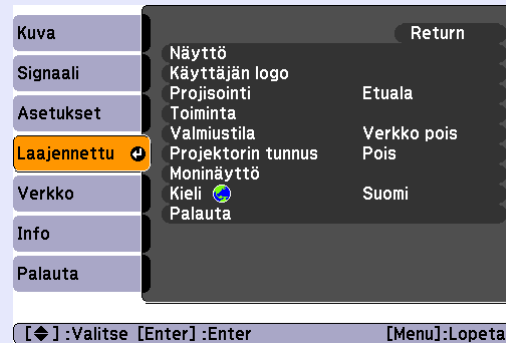 Kuva
Signaali
Asetukset
Laajennettu
Verkko
Info
Palauta
Return
Näyttö
Käyttäjän logo
Projisointi Etuala
Toiminta
Valmiustila Verkko pois
Projektorin tunnus Pois
Moninäyttö
Kieli Suomi
Palauta
[◆] :Valitse [Enter] :Enter [Menu]:Lopeta